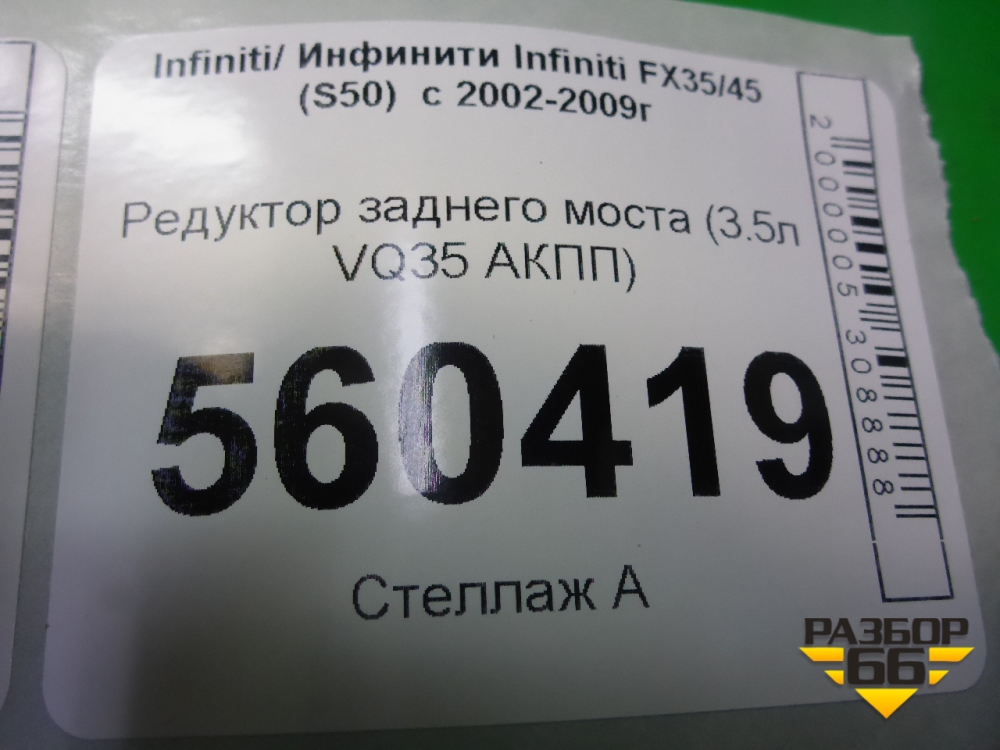 Infiniti/ Инфинити Infiniti FX35/45
(S50) с 2002-2009г
Редуктор заднего моста (3.5л
VQ35 АКПП)
560419
Стеллаж А
2000005308888
РАЗБОР
66